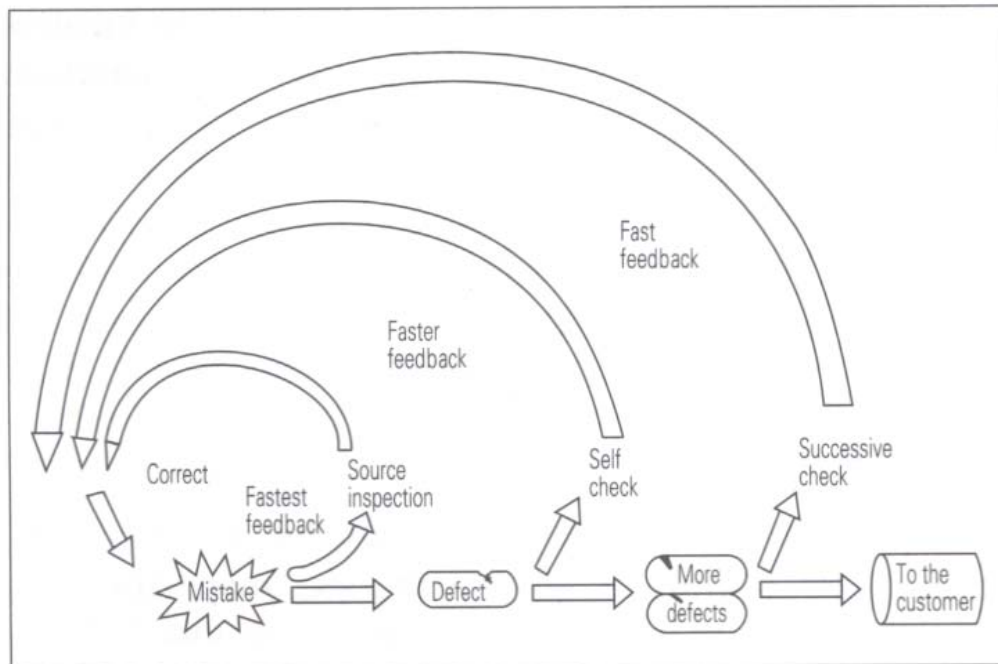 Fast
feedback
Faster
feedback
Correct
Fastest
feedback
Source
inspection
Self
check
Successive
check
Mistake
Defect
More
defects
To the
customer